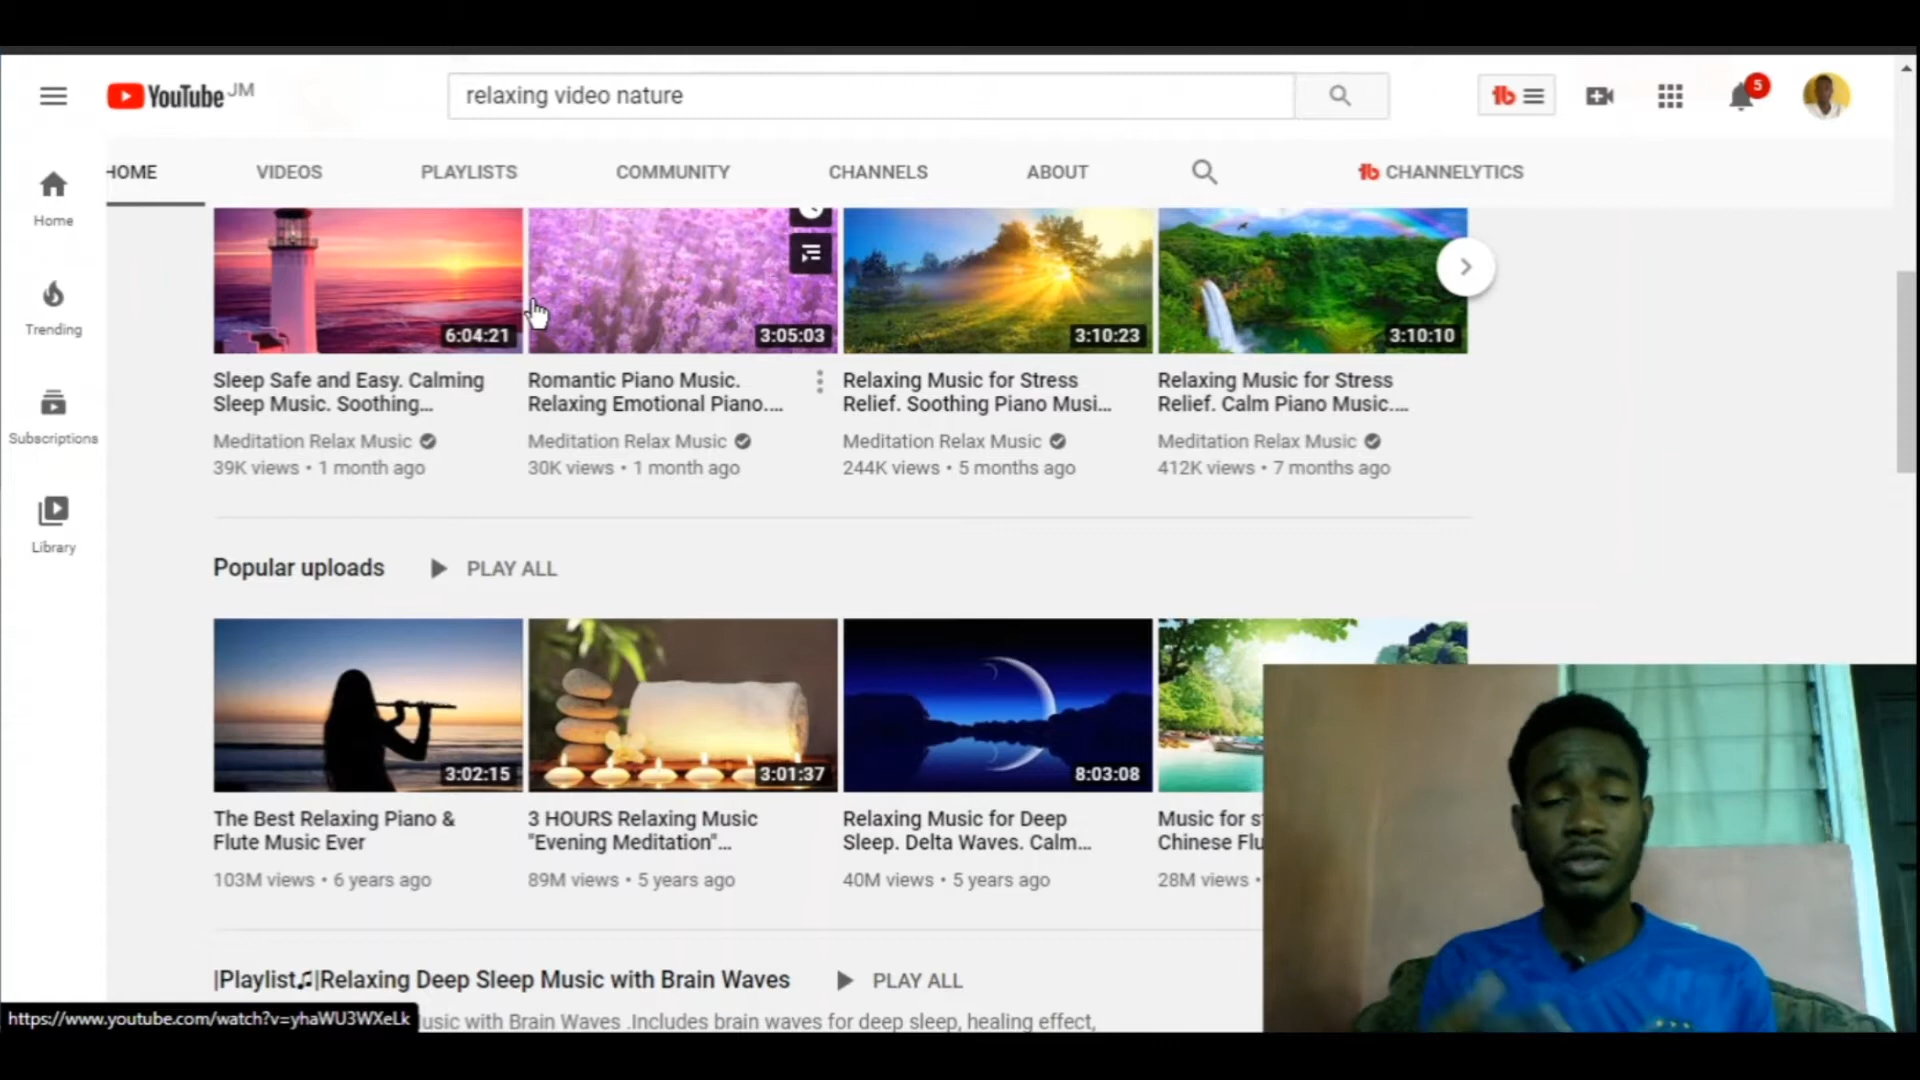 YouTube JM
relaxing video nature
5
HOME VIDEOS PLAYLISTS COMMUNITY CHANNELS ABOUT CHANNELYTICS
Home
Trending
Subscriptions
Library
6:04:21
3:05:03
3:10:23
3:10:10
Sleep Safe and Easy. Calming
Sleep Music. Soothing...
Meditation Relax Music
39K views • 1 month ago
Romantic Piano Music.
Relaxing Emotional Piano....
Meditation Relax Music
30K views • 1 month ago
Relaxing Music for Stress
Relief. Soothing Piano Musi...
Meditation Relax Music
244K views • 5 months ago
Relaxing Music for Stress
Relief. Calm Piano Music....
Meditation Relax Music
412K views • 7 months ago
Popular uploads PLAY ALL
3:02:15
3:01:37
8:03:08
The Best Relaxing Piano &
Flute Music Ever
103M views • 6 years ago
3 HOURS Relaxing Music
"Evening Meditation"...
89M views • 5 years ago
Relaxing Music for Deep
Sleep. Delta Waves. Calm...
40M views • 5 years ago
Music for s
Chinese Flu
28M views •
|Playlist♫|Relaxing Deep Sleep Music with Brain Waves PLAY ALL
https://www.youtube.com/watch?v=yhaWU3WXeLk
usic with Brain Waves .Includes brain waves for deep sleep, healing effect,